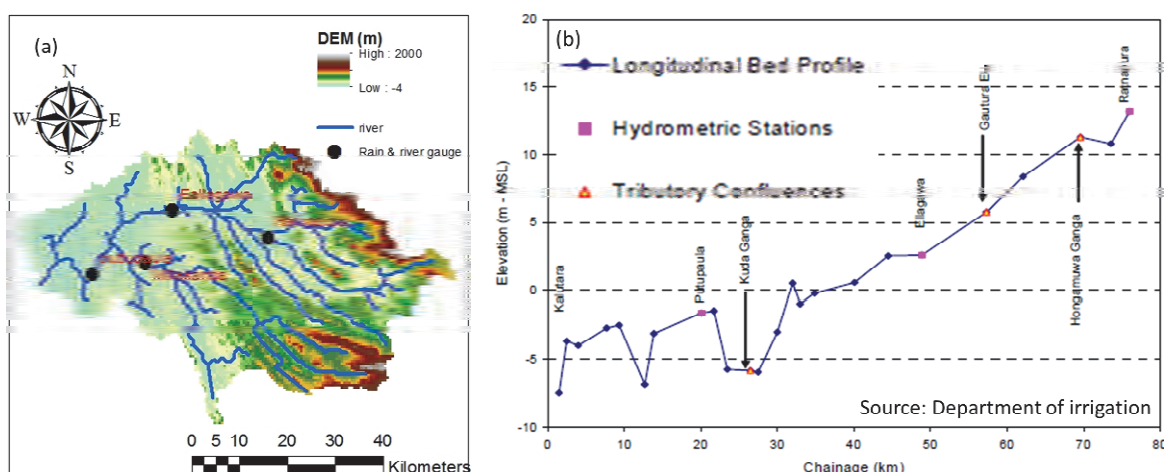 (a)
DEM (m)
High : 2000
Low : -4
river
Rain & river gauge
N
W E
S
0 5 10 20 30 40
Kilometers
(b)
20
15
10
5
0
-5
-10
Elevation (m - MSL)
Longitudinal Bed Profile
Hydrometric Stations
Tributory Confluences
Kalutara
Putupaula
Kuda Ganga
Ellagawa
Gautura
Hongamuwa Ganga
Ratnapura
Source: Department of irrigation
0 10 20 30 40 50 60 70 80
Chainage (km)